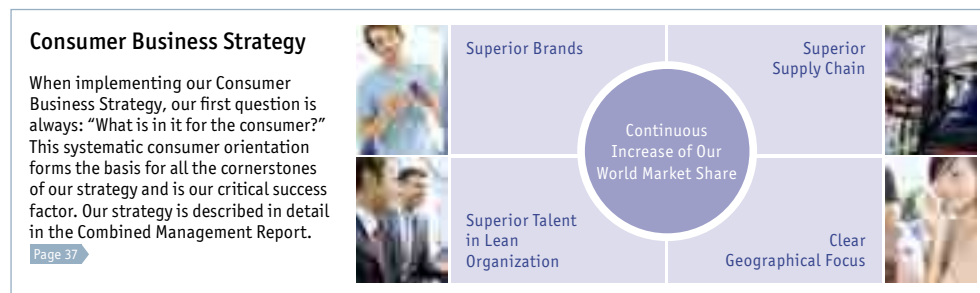 Consumer Business Strategy
When implementing our Consumer
Business Strategy, our first question is
always: “What is in it for the consumer?”
This systematic consumer orientation
forms the basis for all the cornerstones
of our strategy and is our critical success
factor. Our strategy is described in detail
in the Combined Management Report.
Page 37
Superior Brands
Superior
Supply Chain
Continuous
Increase of Our
World Market Share
Superior Talent
in Lean
Organization
Clear
Geographical Focus